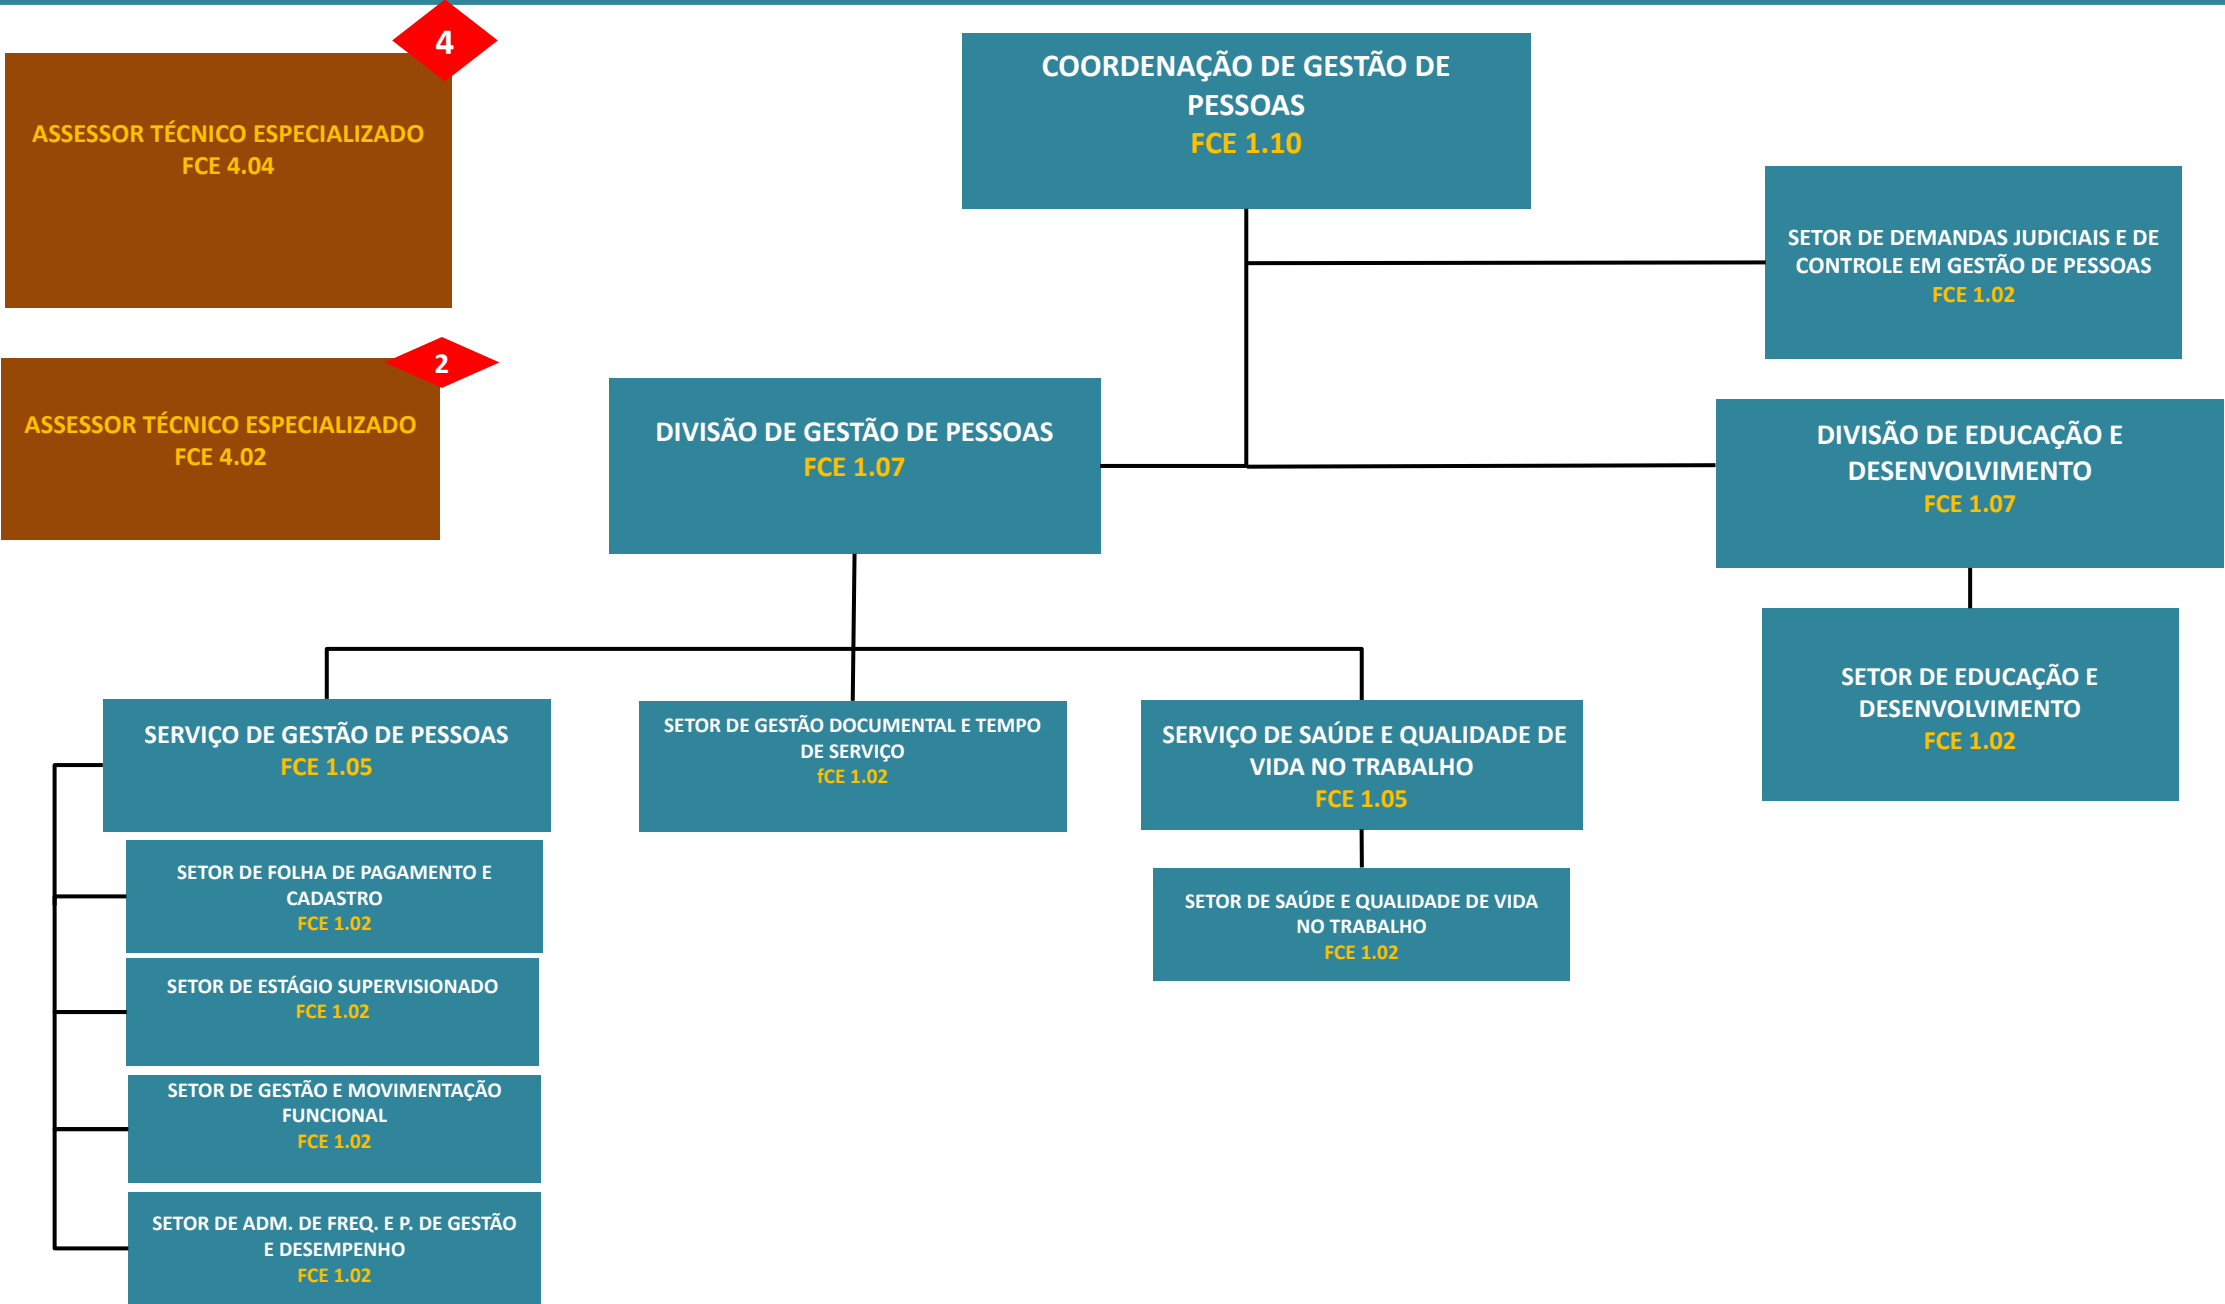 4
ASSESSOR TÉCNICO ESPECIALIZADO
FCE 4.04
2
ASSESSOR TÉCNICO ESPECIALIZADO
FCE 4.02
COORDENAÇÃO DE GESTÃO DE
PESSOAS
FCE 1.10
SETOR DE DEMANDAS JUDICIAIS E DE
CONTROLE EM GESTÃO DE PESSOAS
FCE 1.02
DIVISÃO DE GESTÃO DE PESSOAS
FCE 1.07
DIVISÃO DE EDUCAÇÃO E
DESENVOLVIMENTO
FCE 1.07
SETOR DE EDUCAÇÃO E
DESENVOLVIMENTO
FCE 1.02
SERVIÇO DE GESTÃO DE PESSOAS
FCE 1.05
SETOR DE GESTÃO DOCUMENTAL E TEMPO
DE SERVIÇO
fCE 1.02
SERVIÇO DE SAÚDE E QUALIDADE DE
VIDA NO TRABALHO
FCE 1.05
SETOR DE FOLHA DE PAGAMENTO E
CADASTRO
FCE 1.02
SETOR DE SAÚDE E QUALIDADE DE VIDA
NO TRABALHO
FCE 1.02
SETOR DE ESTÁGIO SUPERVISIONADO
FCE 1.02
SETOR DE GESTÃO E MOVIMENTAÇÃO
FUNCIONAL
FCE 1.02
SETOR DE ADM. DE FREQ. E P. DE GESTÃO
E DESEMPENHO
FCE 1.02